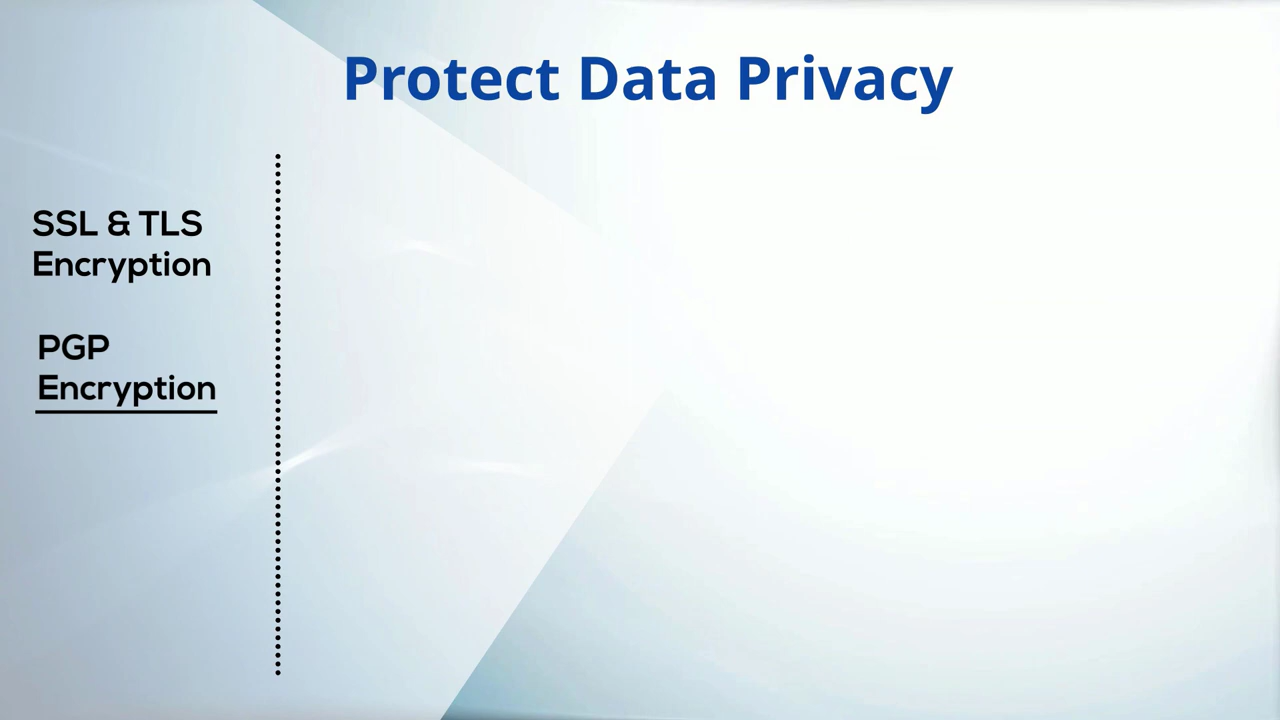 Protect Data Privacy
SSL & TLS
Encryption
PGP
Encryption